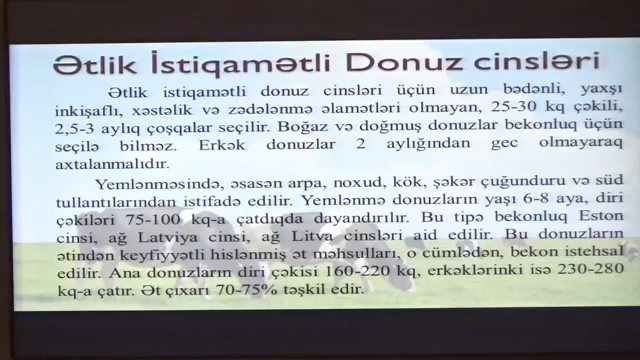 Ətlik İstiqamətli Donuz cinsləri
Ətlik istiqamətli donuz cinsləri üçün uzun bədənli, yaxşı
inkişaflı, xəstəlik və zədələnmə əlamətləri olmayan, 25-30 kq çəkili,
2,5-3 aylıq çoşqalar seçilir. Boğaz və doğmuş donuzlar bekonluq üçün
seçilə bilməz. Erkək donuzlar 2 aylığından gec olmayaraq
axtalanmalıdır.
Yemlənməsində, əsasən arpa, noxud, kök, şəkər çuğunduru və süd
tullantılarından istifadə edilir. Yemlənmə donuzların yaşı 6-8 aya, diri
çəkiləri 75-100 kq-a çatdıqda dayandırılır. Bu tipə bekonluq Eston
cinsi, ağ Latviya cinsi, ağ Litva cinsləri aid edilir. Bu donuzların
ətindən keyfiyyətli hislənmiş ət məhsulları, o cümlədən, bekon istehsal
edilir. Ana donuzların diri çəkisi 160-220 kq, erkəklərinki isə 230-280
kq-a çatır. Ət çıxarı 70-75% təşkil edir.